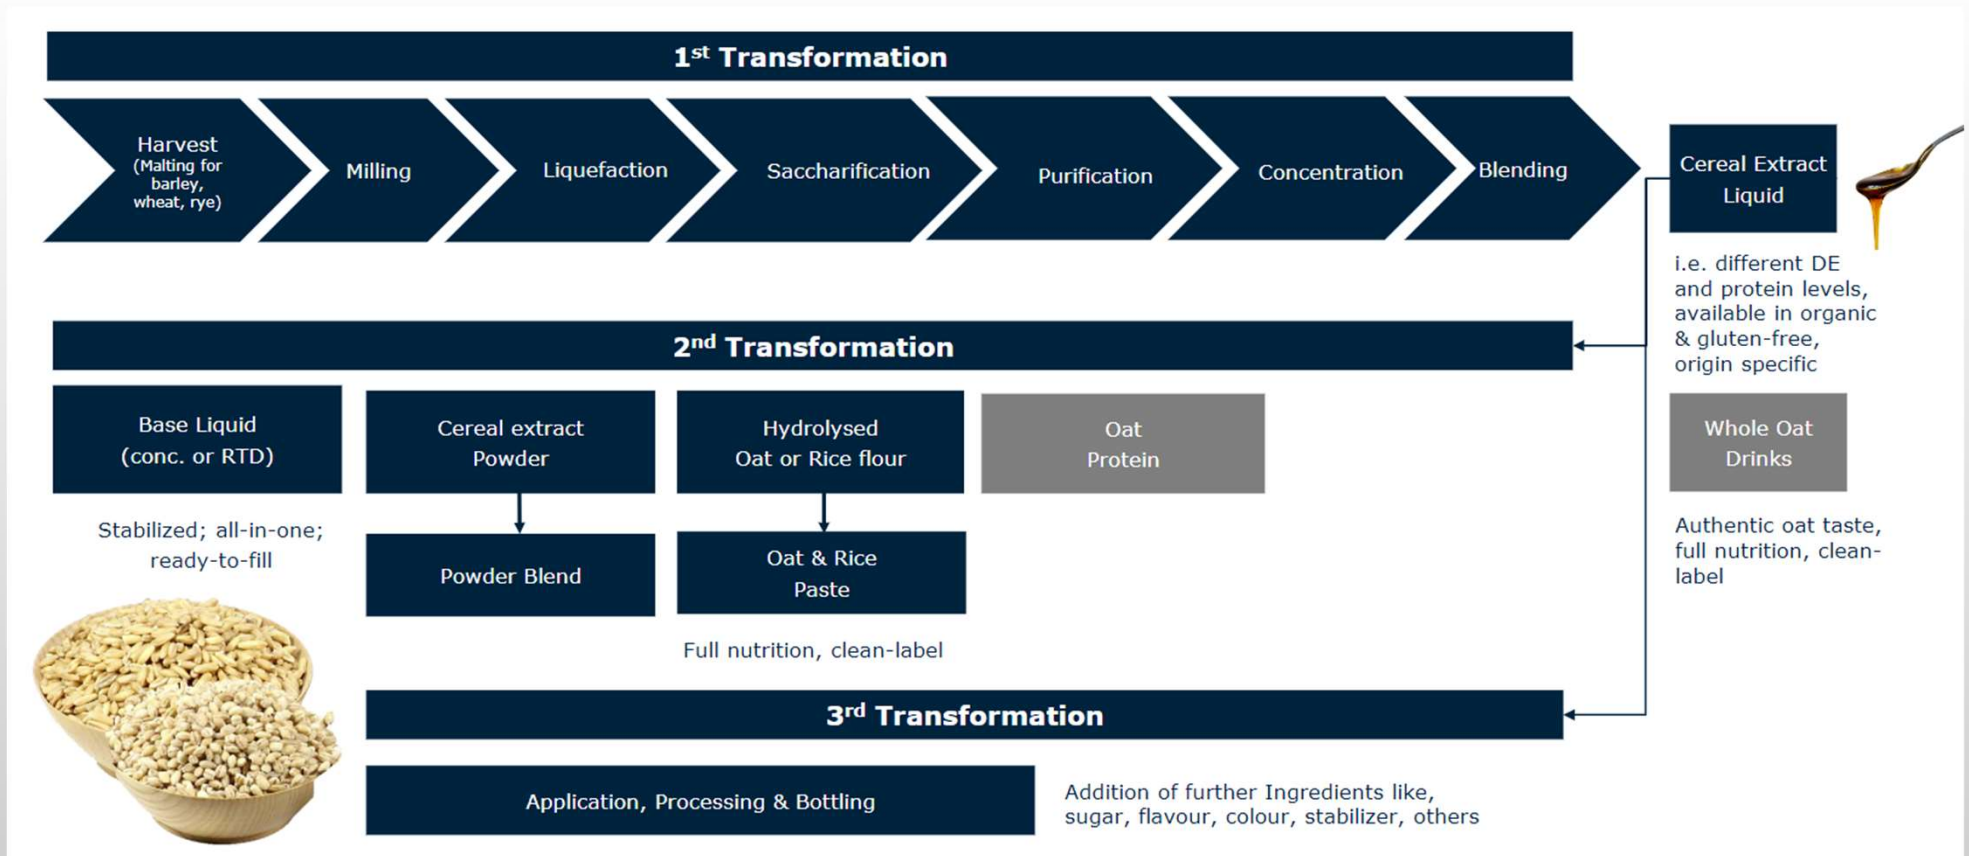 1st Transformation
Harvest
(Malting for
barley,
wheat, rye)
Milling
Liquefaction
Saccharification
Purification
Concentration
Blending
Cereal Extract
Liquid
i.e. different DE
and protein levels,
available in organic
& gluten-free,
origin specific
2nd Transformation
Base Liquid
(conc. or RTD)
Cereal extract
Powder
Hydrolysed
Oat or Rice flour
Oat
Protein
Whole Oat
Drinks
Stabilized; all-in-one;
ready-to-fill
Powder Blend
Oat & Rice
Paste
Authentic oat taste,
full nutrition, clean-
label
Full nutrition, clean-label
3rd Transformation
Application, Processing & Bottling
Addition of further Ingredients like,
sugar, flavour, colour, stabilizer, others